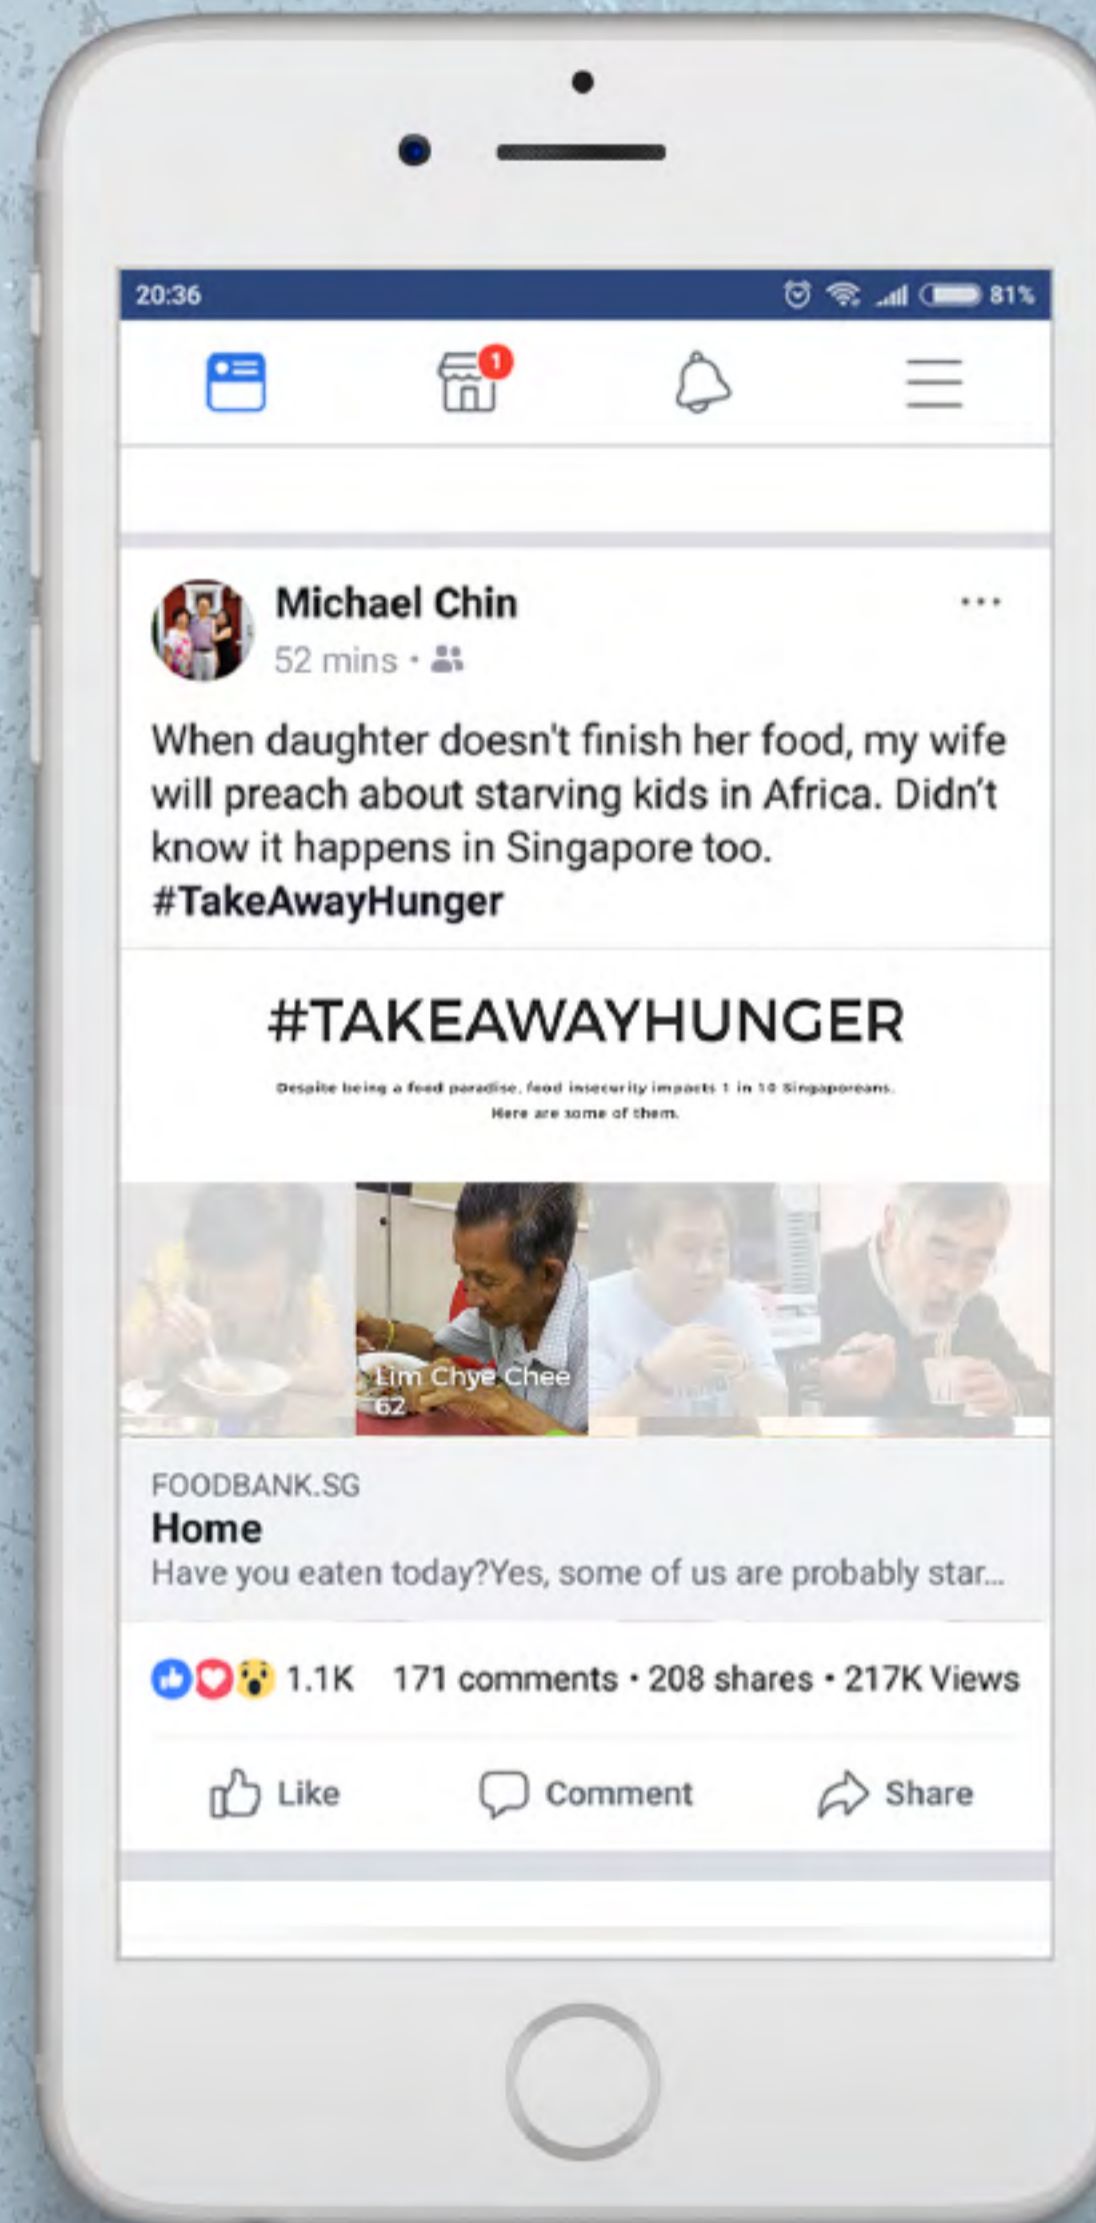 20:36
81%
1
Michael Chin
52 mins
When daughter doesn't finish her food, my wife
will preach about starving kids in Africa. Didn't
know it happens in Singapore too.
#TakeAwayHunger
#TAKEAWAYHUNGER
Despite being a food paradise, food insecurity impacts 1 in 10 Singaporeans.
Here are some of them.
Lim Chye Chee
62
FOODBANK.SG
Home
Have you eaten today?Yes, some of us are probably star...
1.1K 171 comments • 208 shares • 217K Views
Like Comment Share